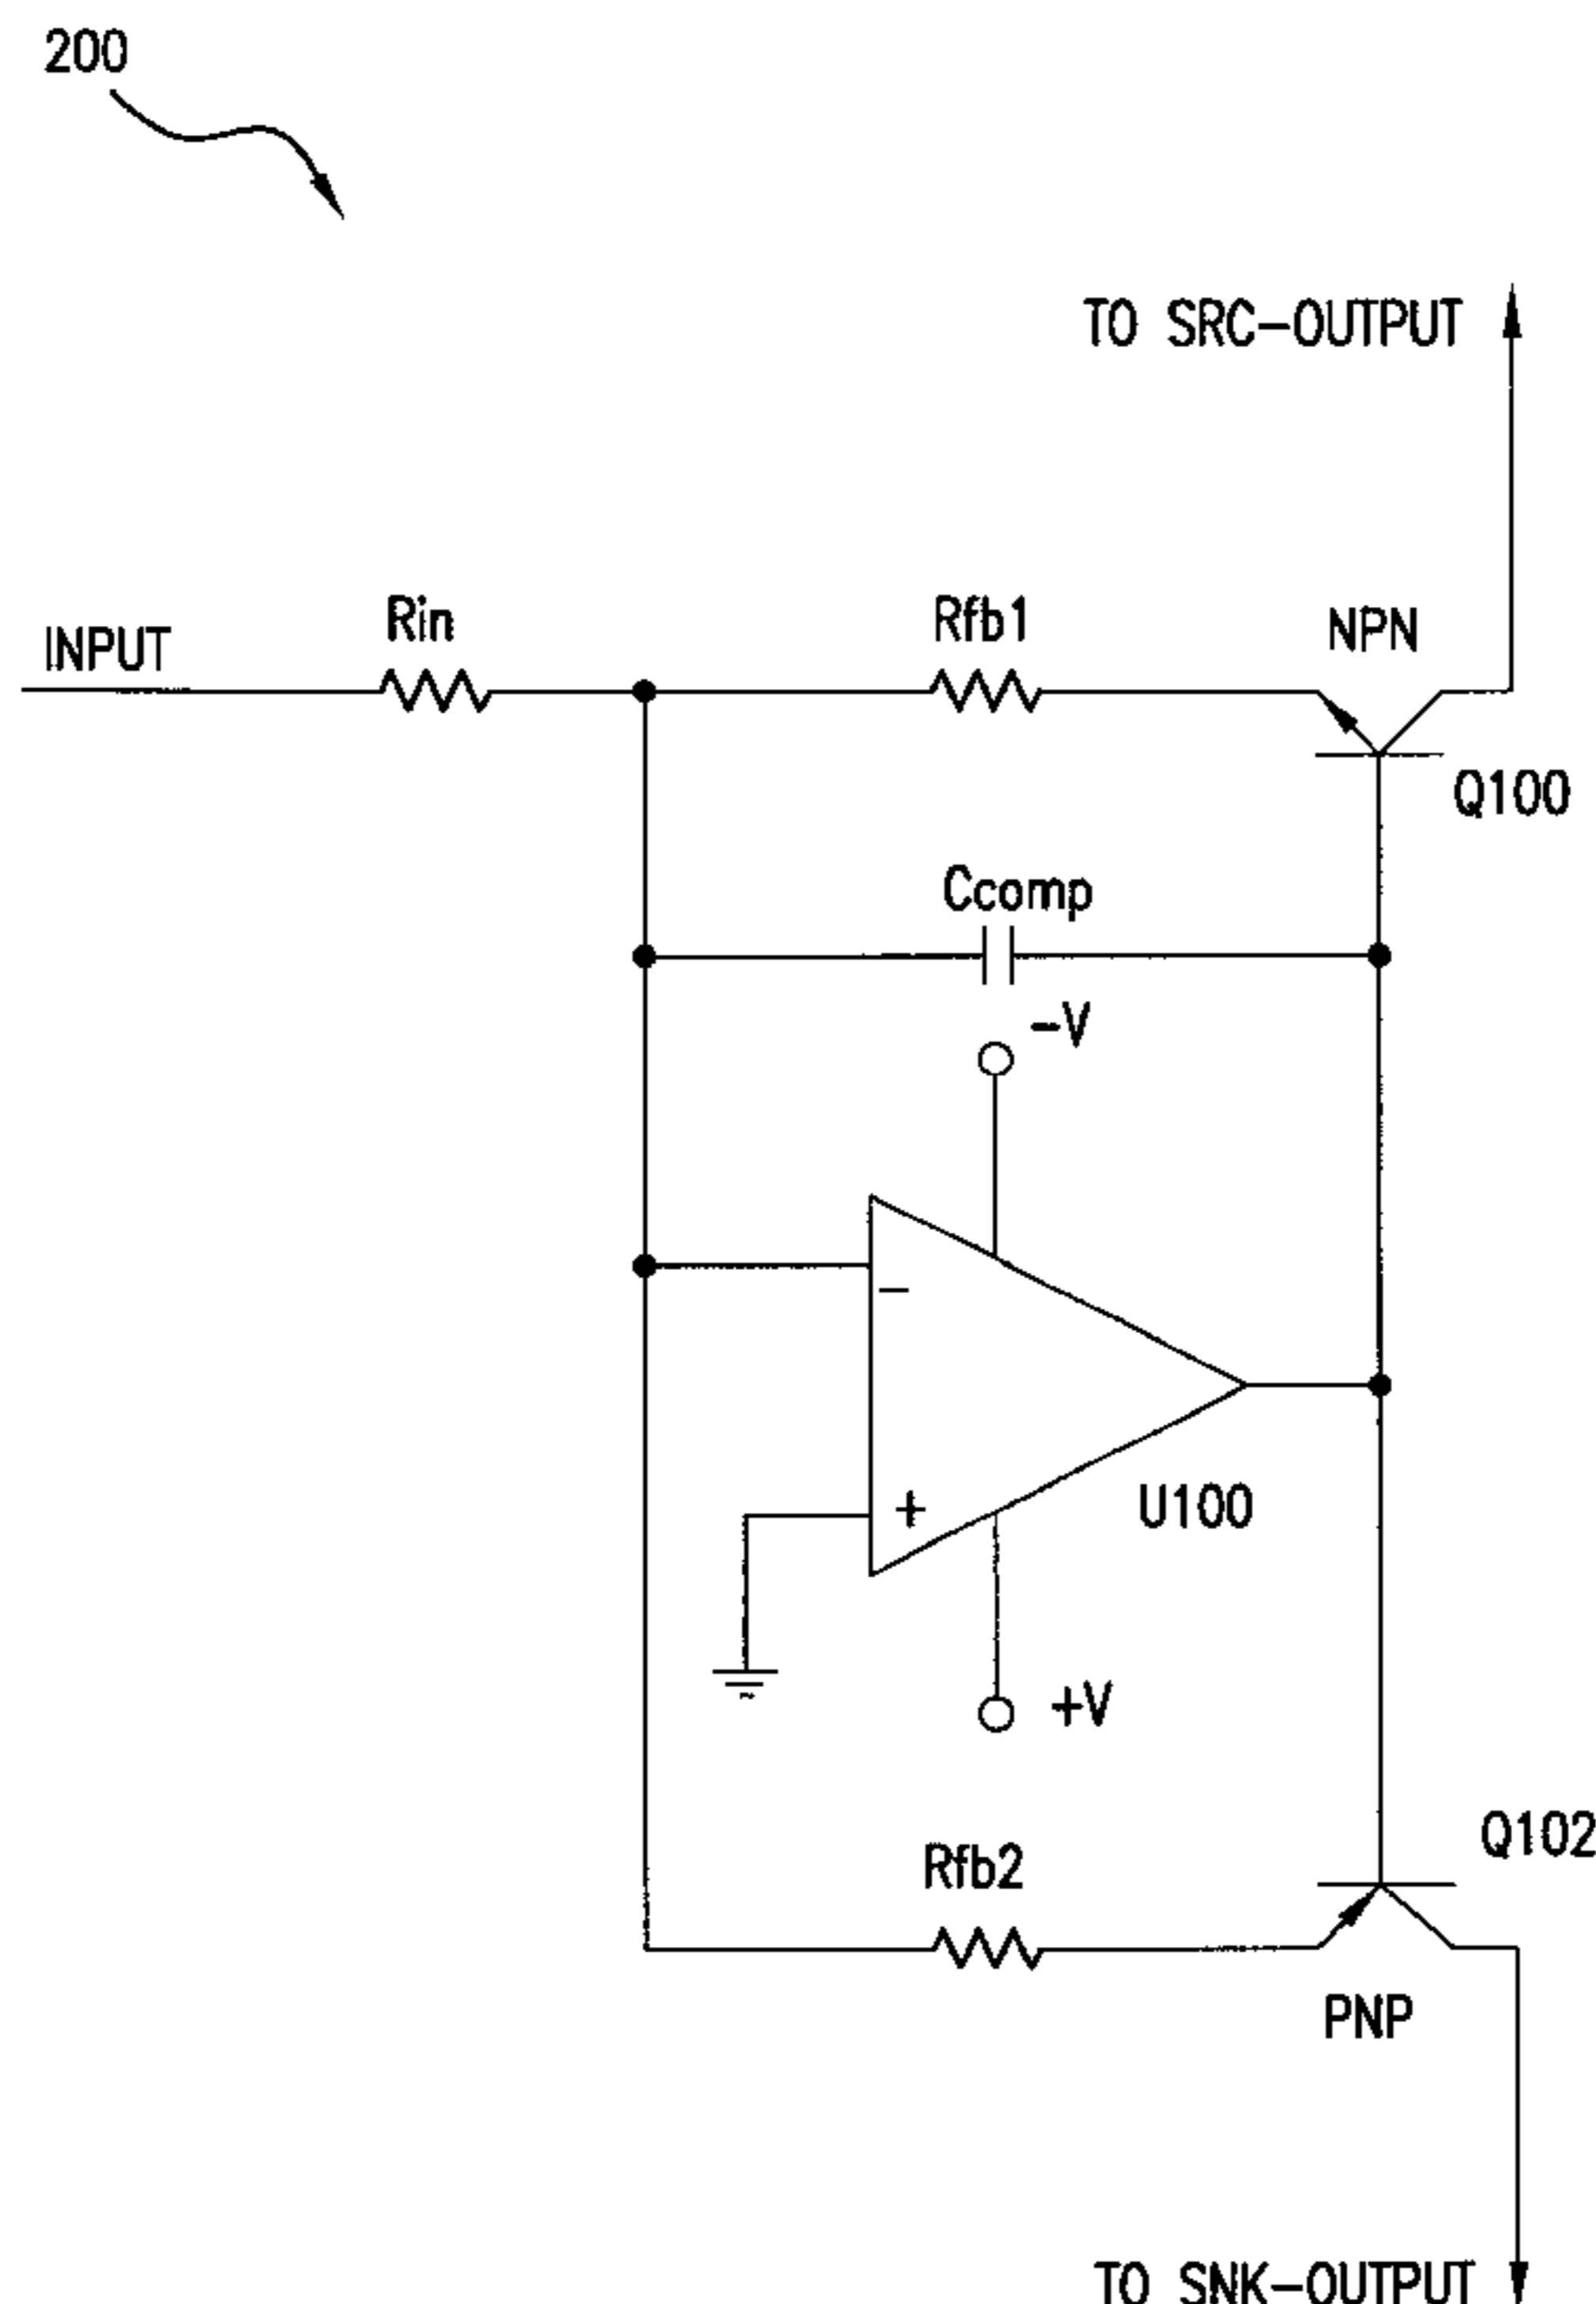 200
TO SRC-OUTPUT
INPUT
Rin
Rfb1
NPN
Q100
Ccomp
-V
-
+
U100
+V
Q102
Rfb2
PNP
TO SNK-OUTPUT